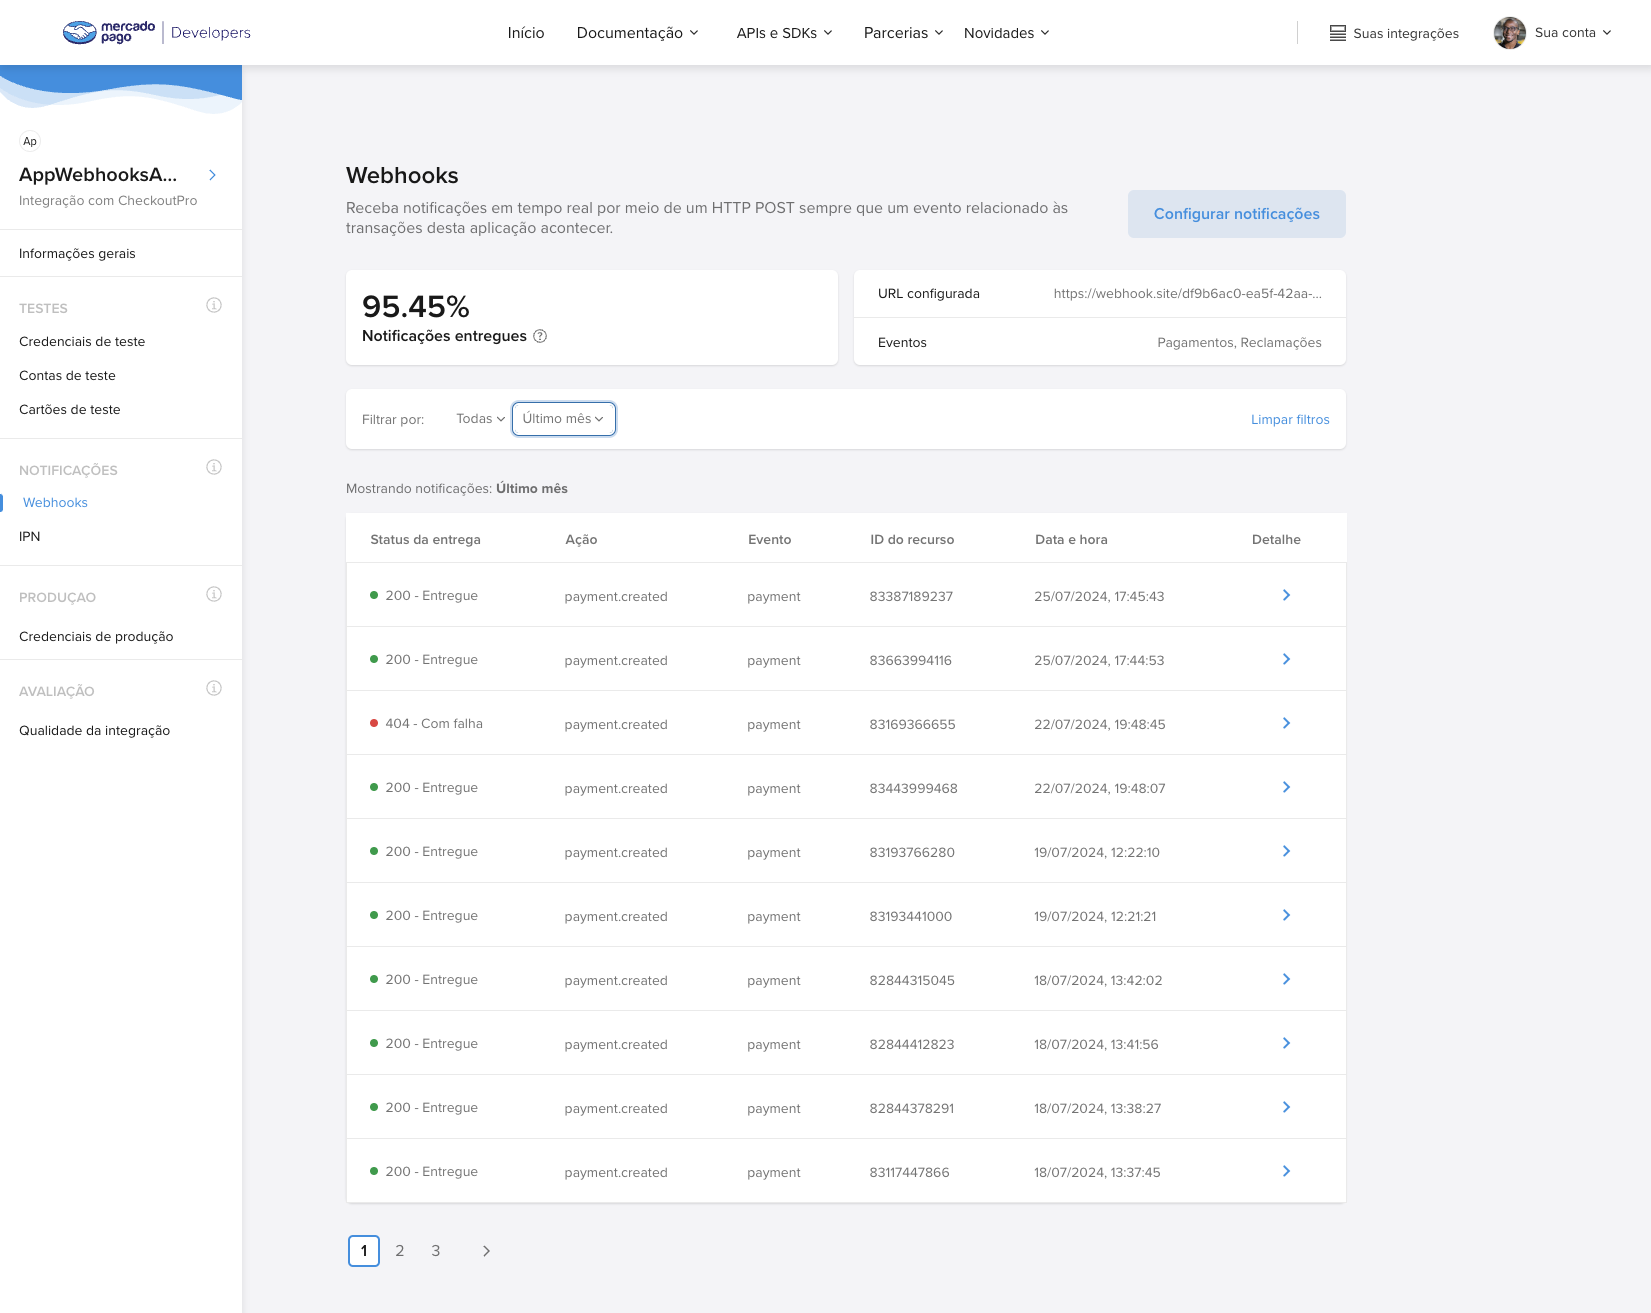 mercado pago | Developers
Início
Documentação
APIs e SDKs
Parcerias
Novidades
Suas integrações
Sua conta
Ap
AppWebhooksA...
Integração com CheckoutPro
Informações gerais
TESTES
Credenciais de teste
Contas de teste
Cartões de teste
NOTIFICAÇÕES
Webhooks
IPN
PRODUÇAO
Credenciais de produção
AVALIAÇÃO
Qualidade da integração
Webhooks
Receba notificações em tempo real por meio de um HTTP POST sempre que um evento relacionado às
transações desta aplicação acontecer.
Configurar notificações
95.45%
Notificações entregues
URL configurada https://webhook.site/df9b6ac0-ea5f-42aa-...
Eventos Pagamentos, Reclamações
Filtrar por: Todas Último mês Limpar filtros
Mostrando notificações: Último mês
Status da entrega Ação Evento ID do recurso Data e hora Detalhe
200 - Entregue payment.created payment 83387189237 25/07/2024, 17:45:43
200 - Entregue payment.created payment 83663994116 25/07/2024, 17:44:53
404 - Com falha payment.created payment 83169366655 22/07/2024, 19:48:45
200 - Entregue payment.created payment 83443999468 22/07/2024, 19:48:07
200 - Entregue payment.created payment 83193766280 19/07/2024, 12:22:10
200 - Entregue payment.created payment 83193441000 19/07/2024, 12:21:21
200 - Entregue payment.created payment 82844315045 18/07/2024, 13:42:02
200 - Entregue payment.created payment 82844412823 18/07/2024, 13:41:56
200 - Entregue payment.created payment 82844378291 18/07/2024, 13:38:27
200 - Entregue payment.created payment 83117447866 18/07/2024, 13:37:45
1 2 3